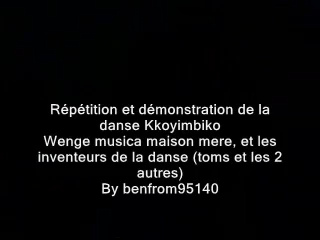 Répétition et démonstration de la
danse Kkoyimbiko
Wenge musica maison mere, et les
inventeurs de la danse (toms et les 2
autres)
By benfrom95140